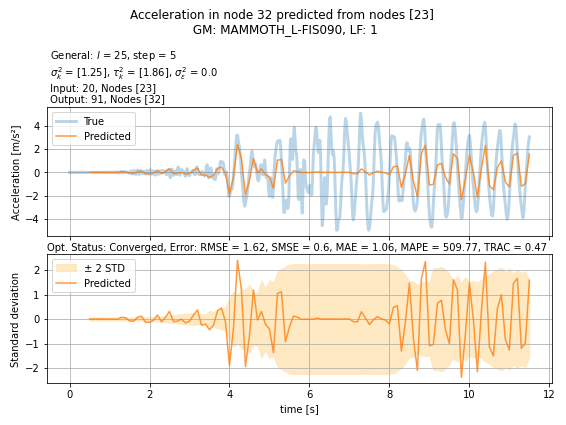 Acceleration in node 32 predicted from nodes [23]
GM: MAMMOTH_L-FIS090, LF: 1
General: l = 25, step = 5
σ²ₖ = [1.25], τ²ₖ = [1.86], σ²ε = 0.0
Input: 20, Nodes [23]
Output: 91, Nodes [32]
True
Predicted
Acceleration [m/s²]
4
2
0
−2
−4
Opt. Status: Converged, Error: RMSE = 1.62, SMSE = 0.6, MAE = 1.06, MAPE = 509.77, TRAC = 0.47
± 2 STD
Predicted
Standard deviation
2
1
0
−1
−2
0 2 4 6 8 10 12
time [s]